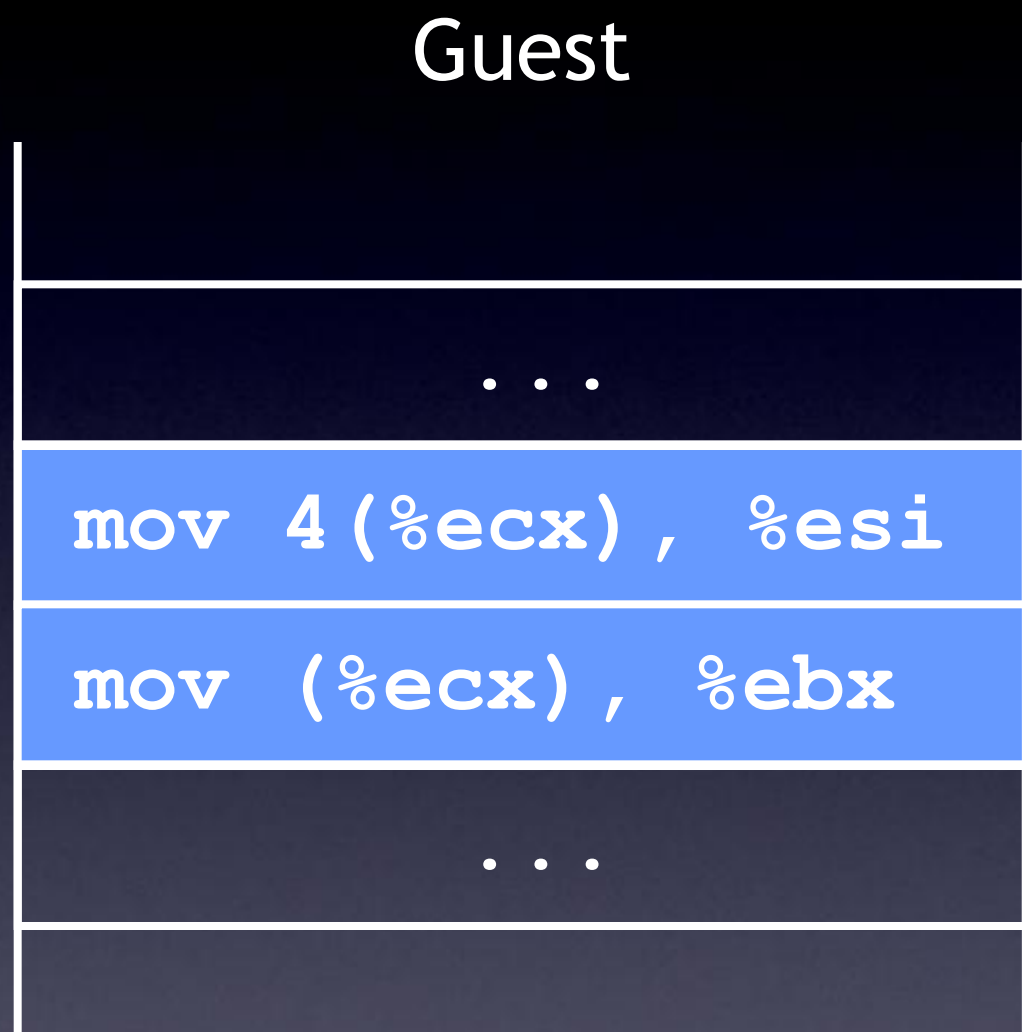 Guest
...
mov 4(%ecx), %esi
mov (%ecx), %ebx
...